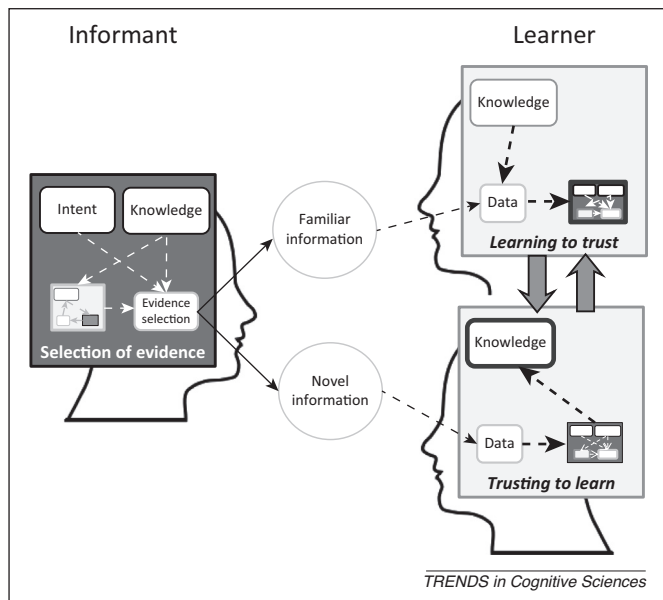 Informant
Learner
Intent
Knowledge
Evidence
selection
Selection of evidence
Familiar
information
Novel
information
Knowledge
Data
Learning to trust
Knowledge
Data
Trusting to learn
TRENDS in Cognitive Sciences